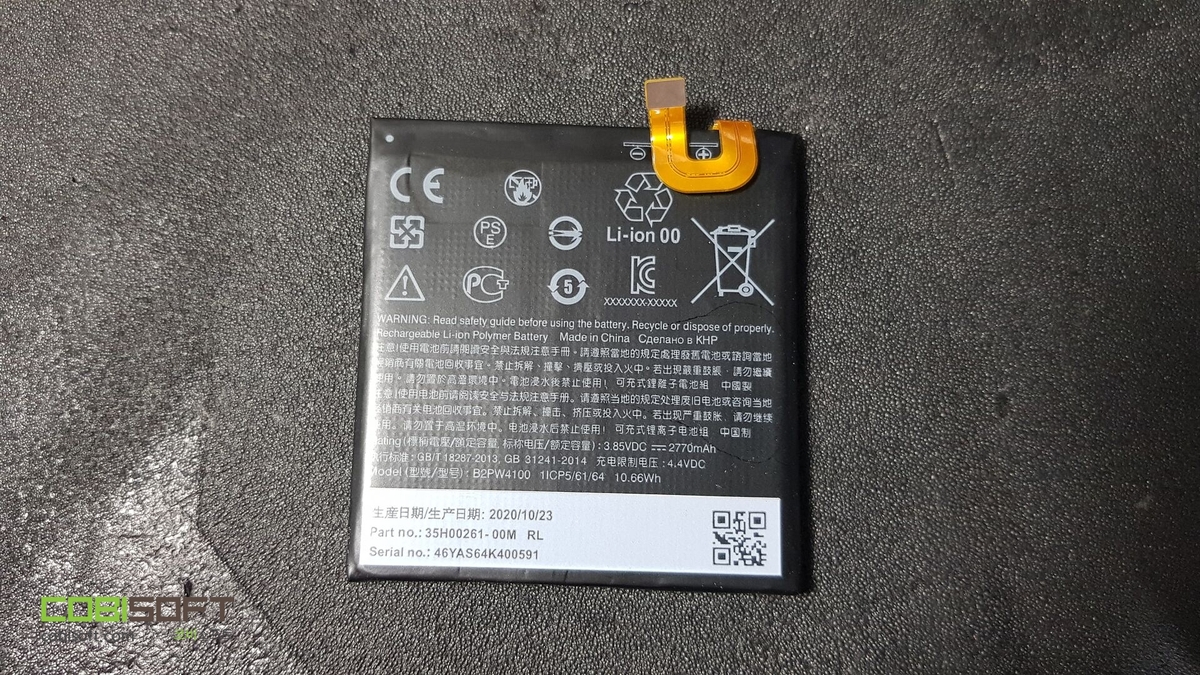 CE
PS
E
Li-ion 00
5
XXXXXXX-XXXXX
WARNING: Read safety guide before using the battery. Recycle or dispose of properly.
Rechargeable Li-ion Polymer Battery Made in China Сделано в КНР
注意!使用電池前請閱讀安全與法規注意手冊。請遵照當地的規定處理廢舊電池或諮詢當地
經銷商有關電池回收事宜。禁止拆解、撞擊、擠壓或投入火中。若出現嚴重鼓脹、請勿繼續
使用。請勿置於高溫環境中。電池浸水後禁止使用! 可充式鋰離子電池組 中國製
注意!使用电池前请阅读安全与法规注意手册。请遵照当地的规定处理废旧电池或咨询当地
经销商有关电池回收事宜。禁止拆解、撞击、挤压或投入火中。若出现严重鼓胀、请勿继续
使用。请勿置于高温环境中。电池浸水后禁止使用! 可充式锂离子电池组 中国制
Rating (標稱電壓/額定容量, 标称电压/额定容量) : 3.85VDC ⎓ 2770mAh
执行标准: GB/T 18287-2013, GB 31241-2014 充电限制电压 : 4.4VDC
Model (型號/型号) : B2PW4100 1ICP5/61/64 10.66Wh
生産日期/生产日期: 2020/10/23
Part no.: 35H00261-00M RL
Serial no.: 46YAS64K400591
COBISOFT